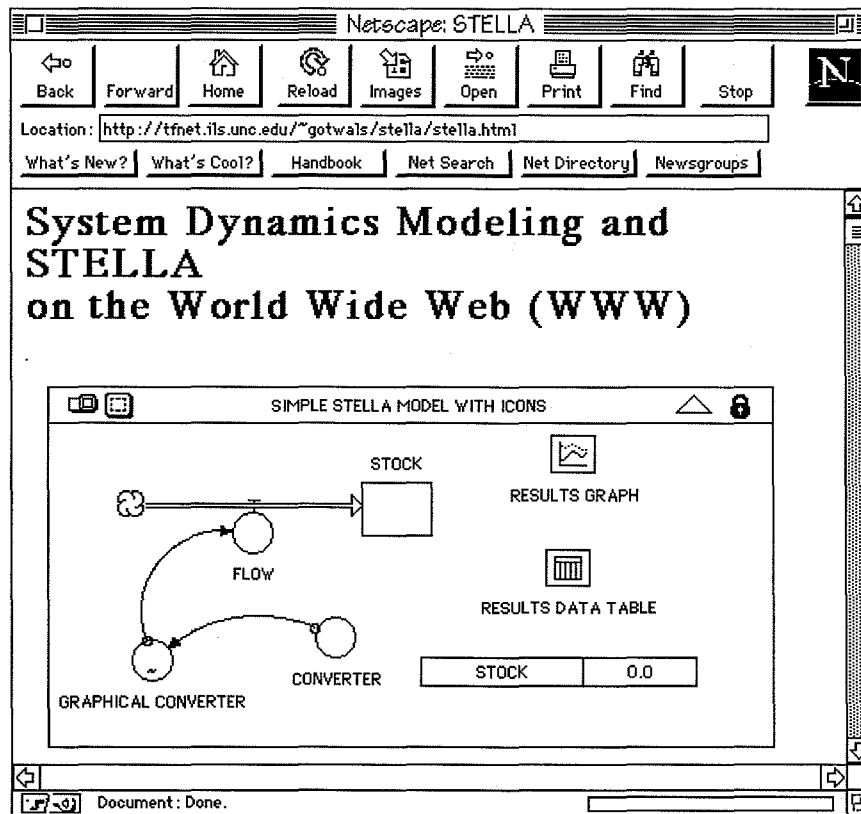 Netscape: STELLA
Back Forward Home Reload Images Open Print Find Stop N
Location: http://tfnet.ils.unc.edu/~gotwals/stella/stella.html
What's New? What's Cool? Handbook Net Search Net Directory Newsgroups
System Dynamics Modeling and
STELLA
on the World Wide Web (WWW)
SIMPLE STELLA MODEL WITH ICONS
STOCK
RESULTS GRAPH
FLOW
RESULTS DATA TABLE
~
CONVERTER
STOCK 0.0
GRAPHICAL CONVERTER
Document: Done.